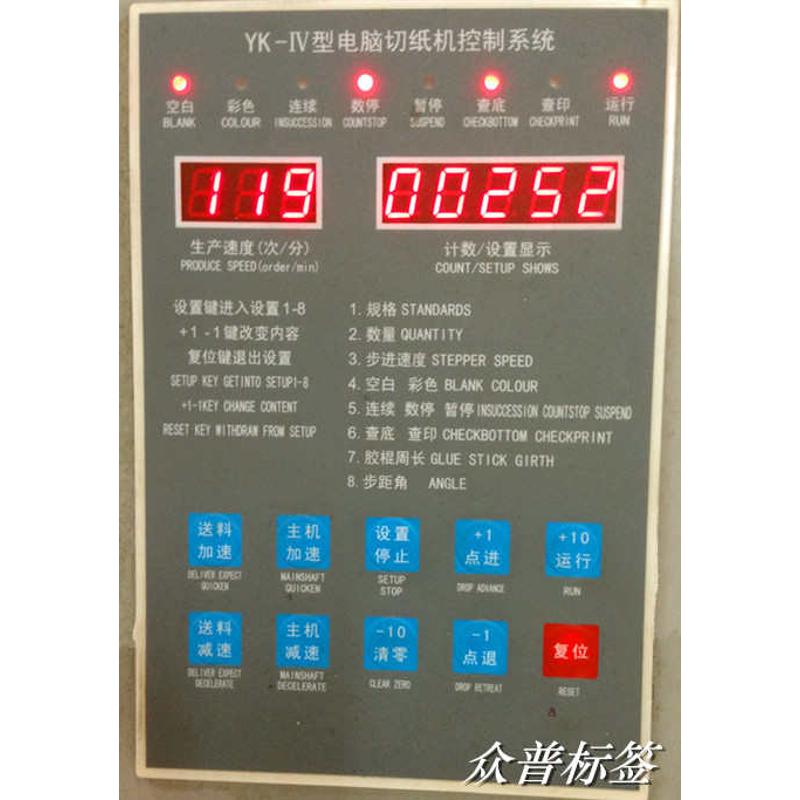 YK-Ⅳ型电脑切纸机控制系统
空白 彩色 连续 数停 暂停 查底 查印 运行
BLANK COLOUR INSUCCESSION COUNTSTOP SUSPEND CHECKBOTTOM CHECKPRINT RUN
119 00252
生产速度(次/分) 计数/设置显示
PRODUCE SPEED(order/min) COUNT/SETUP SHOWS
设置键进入设置1-8
+1 -1键改变内容
复位键退出设置
SETUP KEY GETINTO SETUP1-8
+1-1KEY CHANGE CONTENT
RESET KEY WITHDRAW FROM SETUP
1. 规格 STANDARDS
2. 数量 QUANTITY
3. 步进速度 STEPPER SPEED
4. 空白 彩色 BLANK COLOUR
5. 连续 数停 暂停 INSUCCESSION COUNTSTOP SUSPEND
6. 查底 查印 CHECKBOTTOM CHECKPRINT
7. 胶棍周长 GLUE STICK GIRTH
8. 步距角 ANGLE
送料 主机 设置 +1 +10
加速 加速 停止 点进 运行
DELIVER EXPECT MAINSHAFT SETUP DROP ADVANCE RUN
QUICKEN QUICKEN STOP
送料 主机 -10 -1 复位
减速 减速 清零 点退
DELIVER EXPECT MAINSHAFT CLEAR ZERO DROP RETREAT RESET
DECELERATE DECELERATE
众普标签